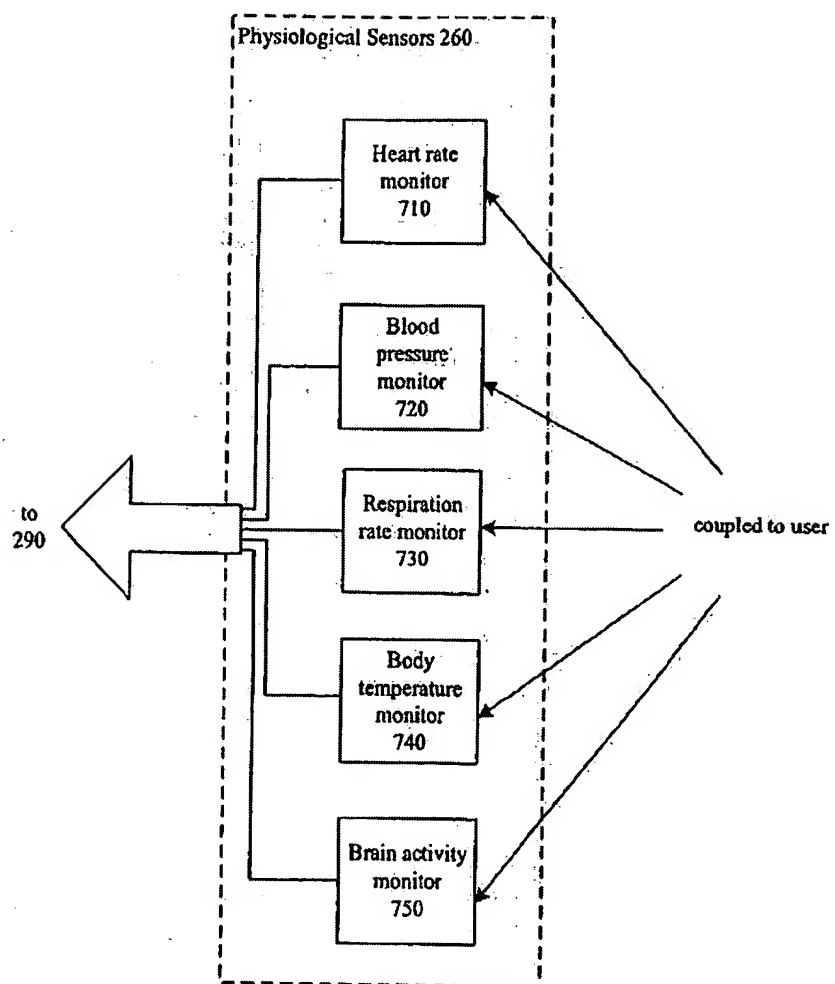 Physiological Sensors 260
Heart rate
monitor
710
Blood
pressure
monitor
720
to
290
Respiration
rate monitor
730
coupled to user
Body
temperature
monitor
740
Brain activity
monitor
750